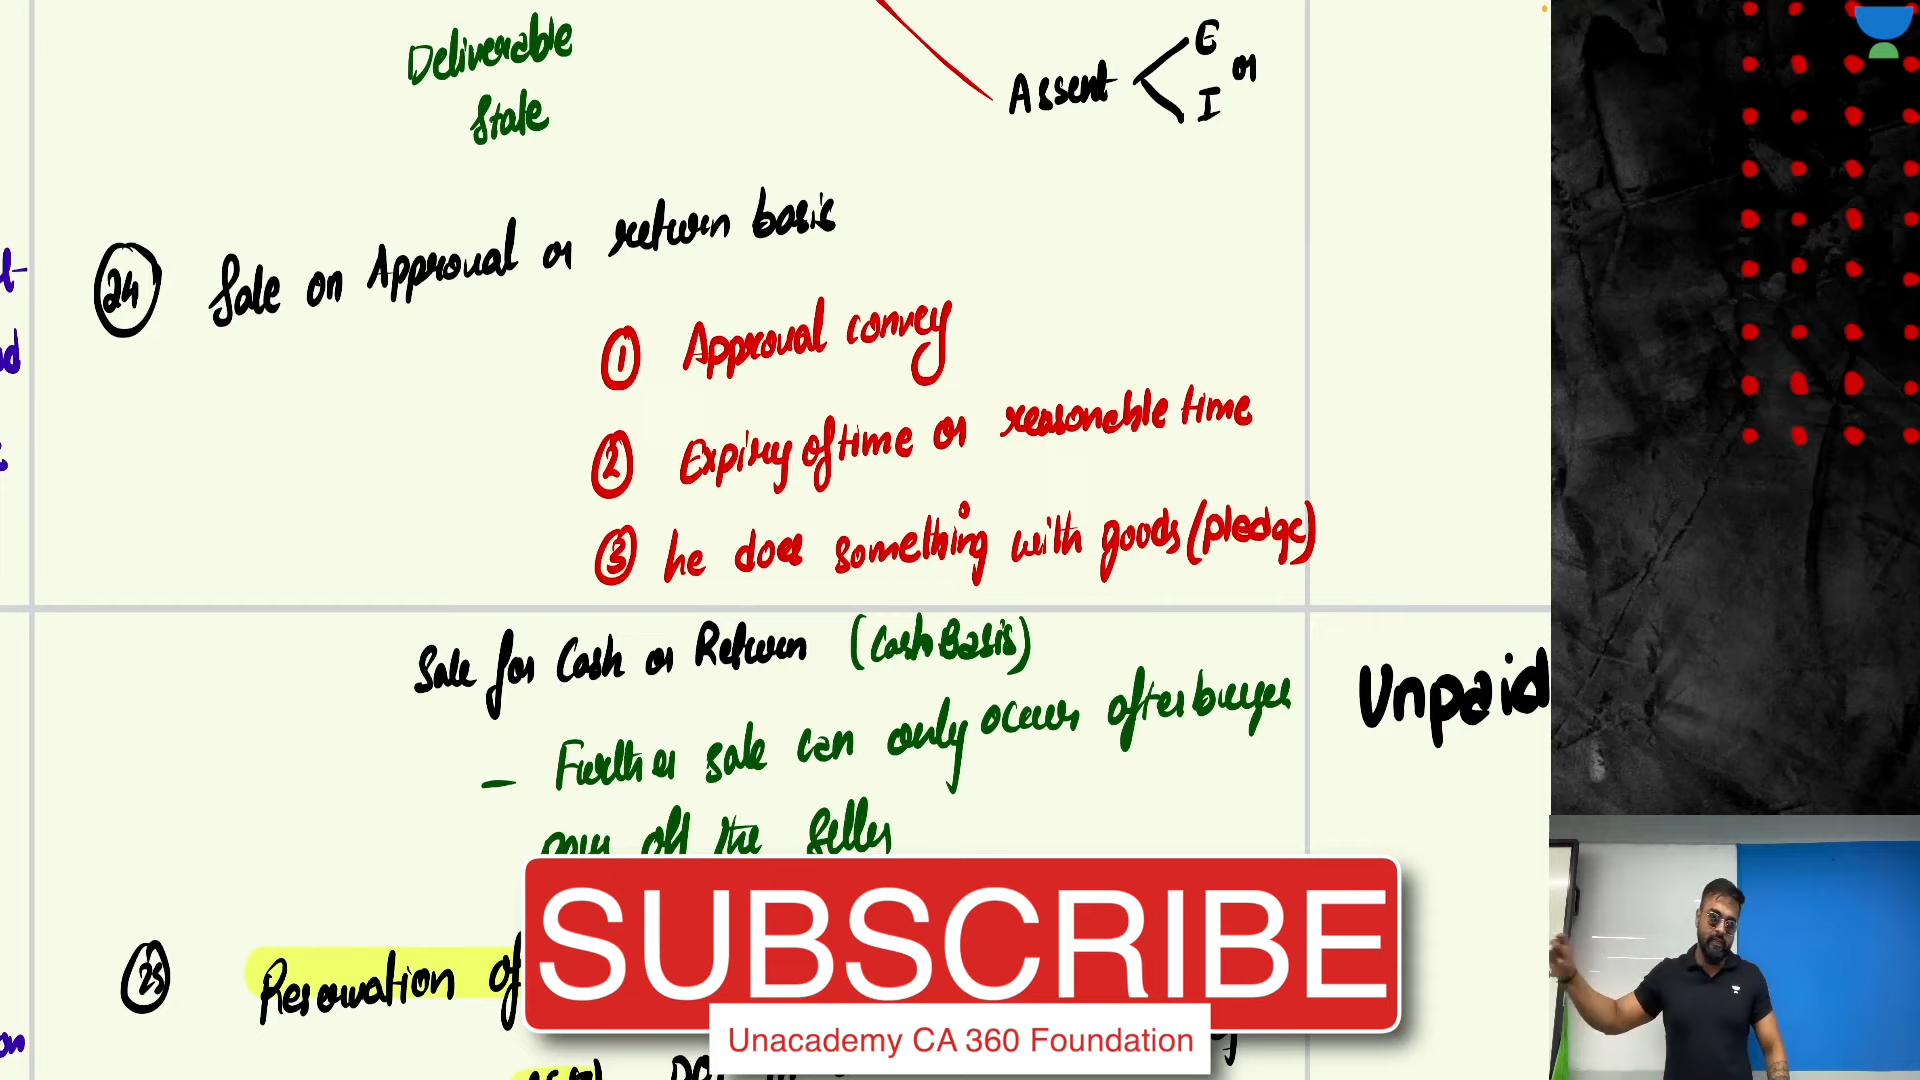 Deliverable
State
Assent
E
or
I
24 Sale on Approval or return basis
1 Approval convey
2 Expiry of time or reasonable time
3 he does something with goods (pledge)
Sale for Cash or Return (Cash Basis)
- Further sale can only occur after buyer
pay off the seller
Unpaid
25 Reservation of
SUBSCRIBE
Unacademy CA 360 Foundation